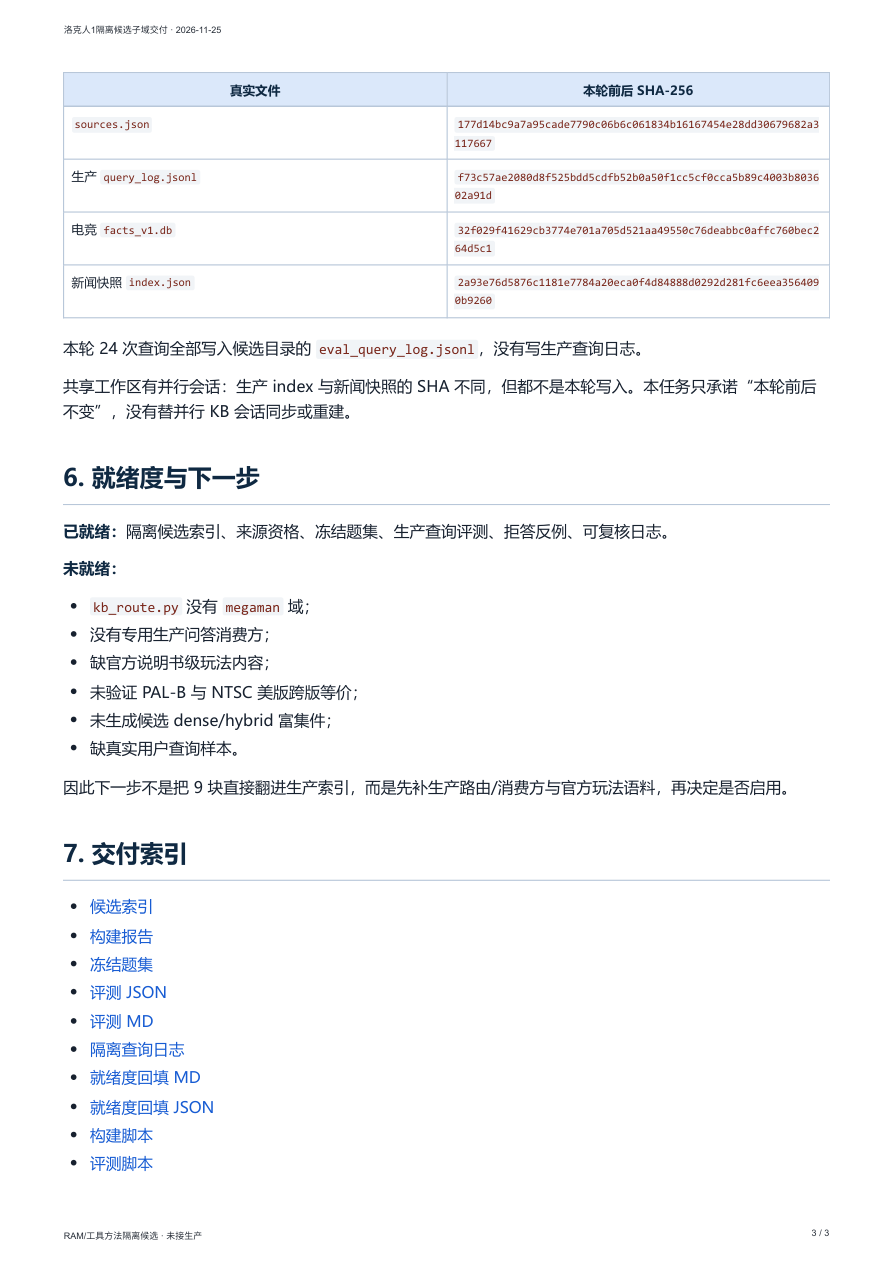 洛克人1隔离候选子域交付 · 2026-11-25
真实文件
本轮前后 SHA-256
sources.json
177d14bc9a7a95cade7790c06b6c061834b16167454e28dd30679682a3
117667
生产 query_log.jsonl
f73c57ae2080d8f525bdd5cdfb52b0a50f1cc5cf0cca5b89c4003b8036
02a91d
电竞 facts_v1.db
32f029f41629cb3774e701a705d521aa49550c76deabbc0affc760bec2
64d5c1
新闻快照 index.json
2a93e76d5876c1181e7784a20eca0f4d84888d0292d281fc6eea356409
0b9260
本轮 24 次查询全部写入候选目录的 eval_query_log.jsonl，没有写生产查询日志。
共享工作区有并行会话：生产 index 与新闻快照的 SHA 不同，但都不是本轮写入。本任务只承诺“本轮前后
不变”，没有替并行 KB 会话同步或重建。
6. 就绪度与下一步
已就绪：隔离候选索引、来源资格、冻结题集、生产查询评测、拒答反例、可复核日志。
未就绪：
• kb_route.py 没有 megaman 域；
• 没有专用生产问答消费方；
• 缺官方说明书级玩法内容；
• 未验证 PAL-B 与 NTSC 美版跨版等价；
• 未生成候选 dense/hybrid 富集件；
• 缺真实用户查询样本。
因此下一步不是把 9 块直接翻进生产索引，而是先补生产路由/消费方与官方玩法语料，再决定是否启用。
7. 交付索引
• 候选索引
• 构建报告
• 冻结题集
• 评测 JSON
• 评测 MD
• 隔离查询日志
• 就绪度回填 MD
• 就绪度回填 JSON
• 构建脚本
• 评测脚本
RAM/工具方法隔离候选 · 未接生产
3 / 3